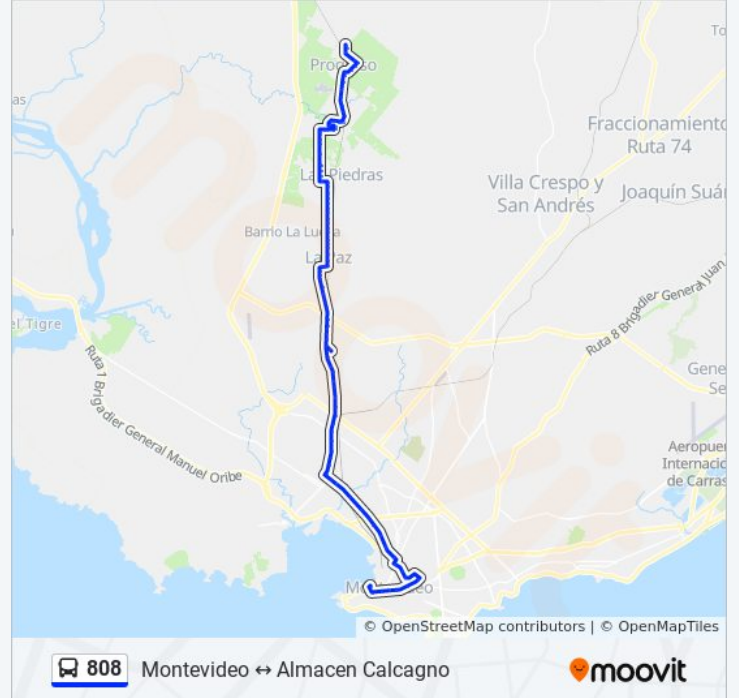 To
Progreso
as
Fraccionamiento
Ruta 74
Las Piedras
Villa Crespo y
San Andrés
Joaquín Suár
Barrio La Lucha
La Paz
el Tigre
Ruta 1 Brigadier General Manuel Oribe
Ruta 8 Brigadier General Juan
Gene
Se
Aeropuer
Internacio
de Carras
Montevideo
© OpenStreetMap contributors | © OpenMapTiles
808 Montevideo ↔ Almacen Calcagno
moovit